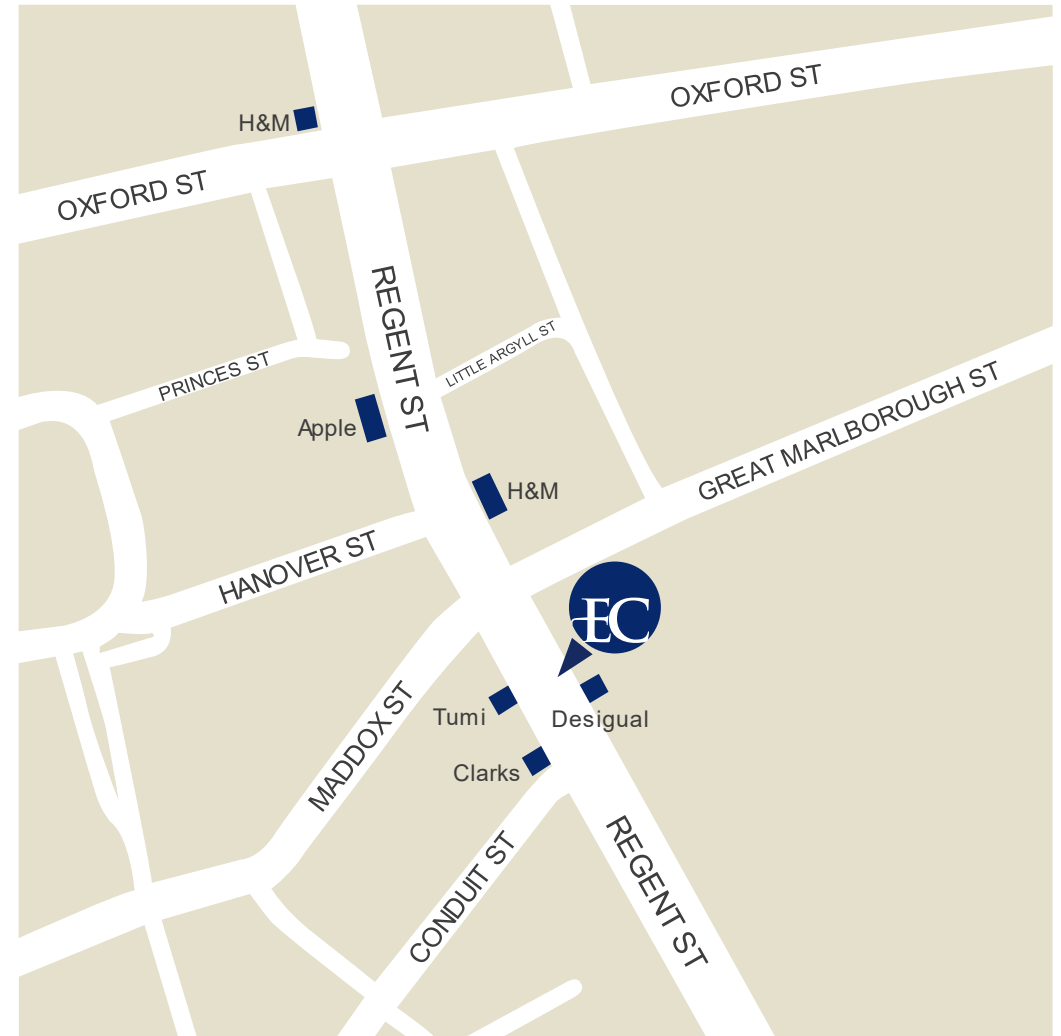 OXFORD ST
H&M
OXFORD ST
REGENT ST
LITTLE ARGYLL ST
PRINCES ST
GREAT MARLBOROUGH ST
Apple
H&M
HANOVER ST
EC
MADDOX ST
Tumi
Desigual
Clarks
CONDUIT ST
REGENT ST